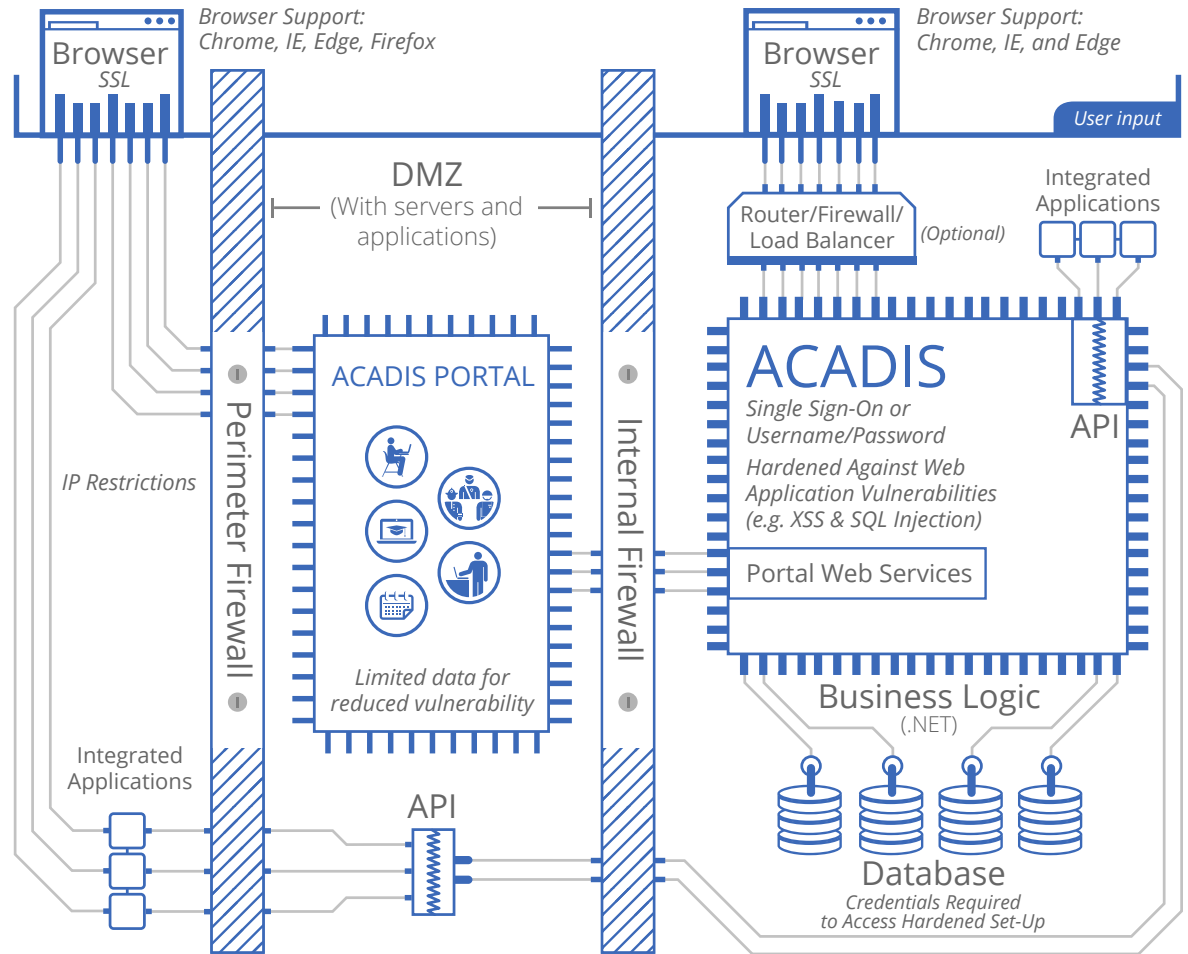 Browser Support:
Chrome, IE, Edge, Firefox
Browser
SSL
Browser Support:
Chrome, IE, and Edge
Browser
SSL
User input
DMZ
(With servers and
applications)
Router/Firewall/
Load Balancer
(Optional)
Integrated
Applications
ACADIS PORTAL
Limited data for
reduced vulnerability
IP Restrictions
Perimeter Firewall
Internal Firewall
ACADIS
Single Sign-On or
Username/Password
Hardened Against Web
Application Vulnerabilities
(e.g. XSS & SQL Injection)
API
Portal Web Services
Business Logic
(.NET)
Integrated
Applications
API
Database
Credentials Required
to Access Hardened Set-Up